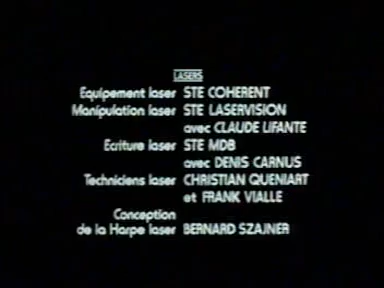 LASERS
Equipement laser STE COHERENT
Manipulation laser STE LASERVISION
avec CLAUDE LIFANTE
Ecriture laser STE MDB
avec DENIS CARNUS
Techniciens laser CHRISTIAN QUENIART
et FRANK VIALLE
Conception
de la Harpe laser BERNARD SZAJNER